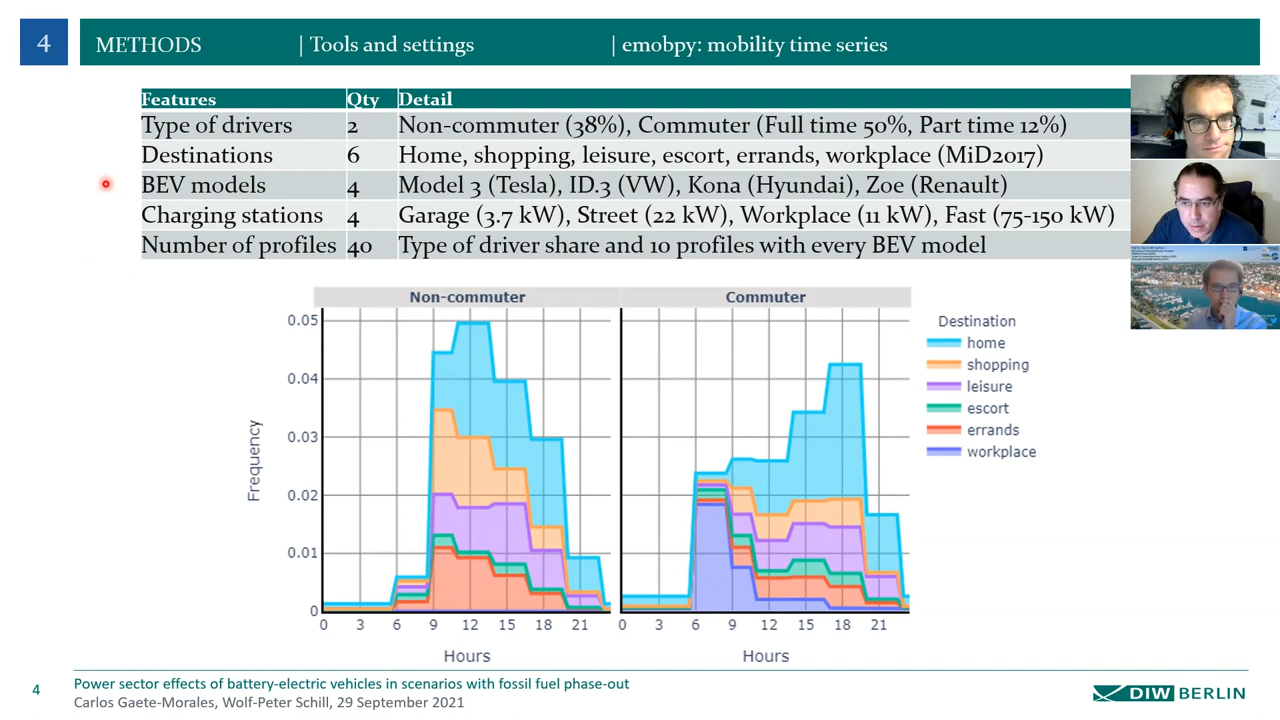 4
METHODS | Tools and settings | emobpy: mobility time series
Features Qty Detail
Type of drivers 2 Non-commuter (38%), Commuter (Full time 50%, Part time 12%)
Destinations 6 Home, shopping, leisure, escort, errands, workplace (MiD2017)
BEV models 4 Model 3 (Tesla), ID.3 (VW), Kona (Hyundai), Zoe (Renault)
Charging stations 4 Garage (3.7 kW), Street (22 kW), Workplace (11 kW), Fast (75-150 kW)
Number of profiles 40 Type of driver share and 10 profiles with every BEV model
Non-commuter Commuter
Destination
home
shopping
leisure
escort
errands
workplace
Frequency
0.05
0.04
0.03
0.02
0.01
0
0 3 6 9 12 15 18 21 0 3 6 9 12 15 18 21
Hours Hours
4
Power sector effects of battery-electric vehicles in scenarios with fossil fuel phase-out
Carlos Gaete-Morales, Wolf-Peter Schill, 29 September 2021
DIW BERLIN